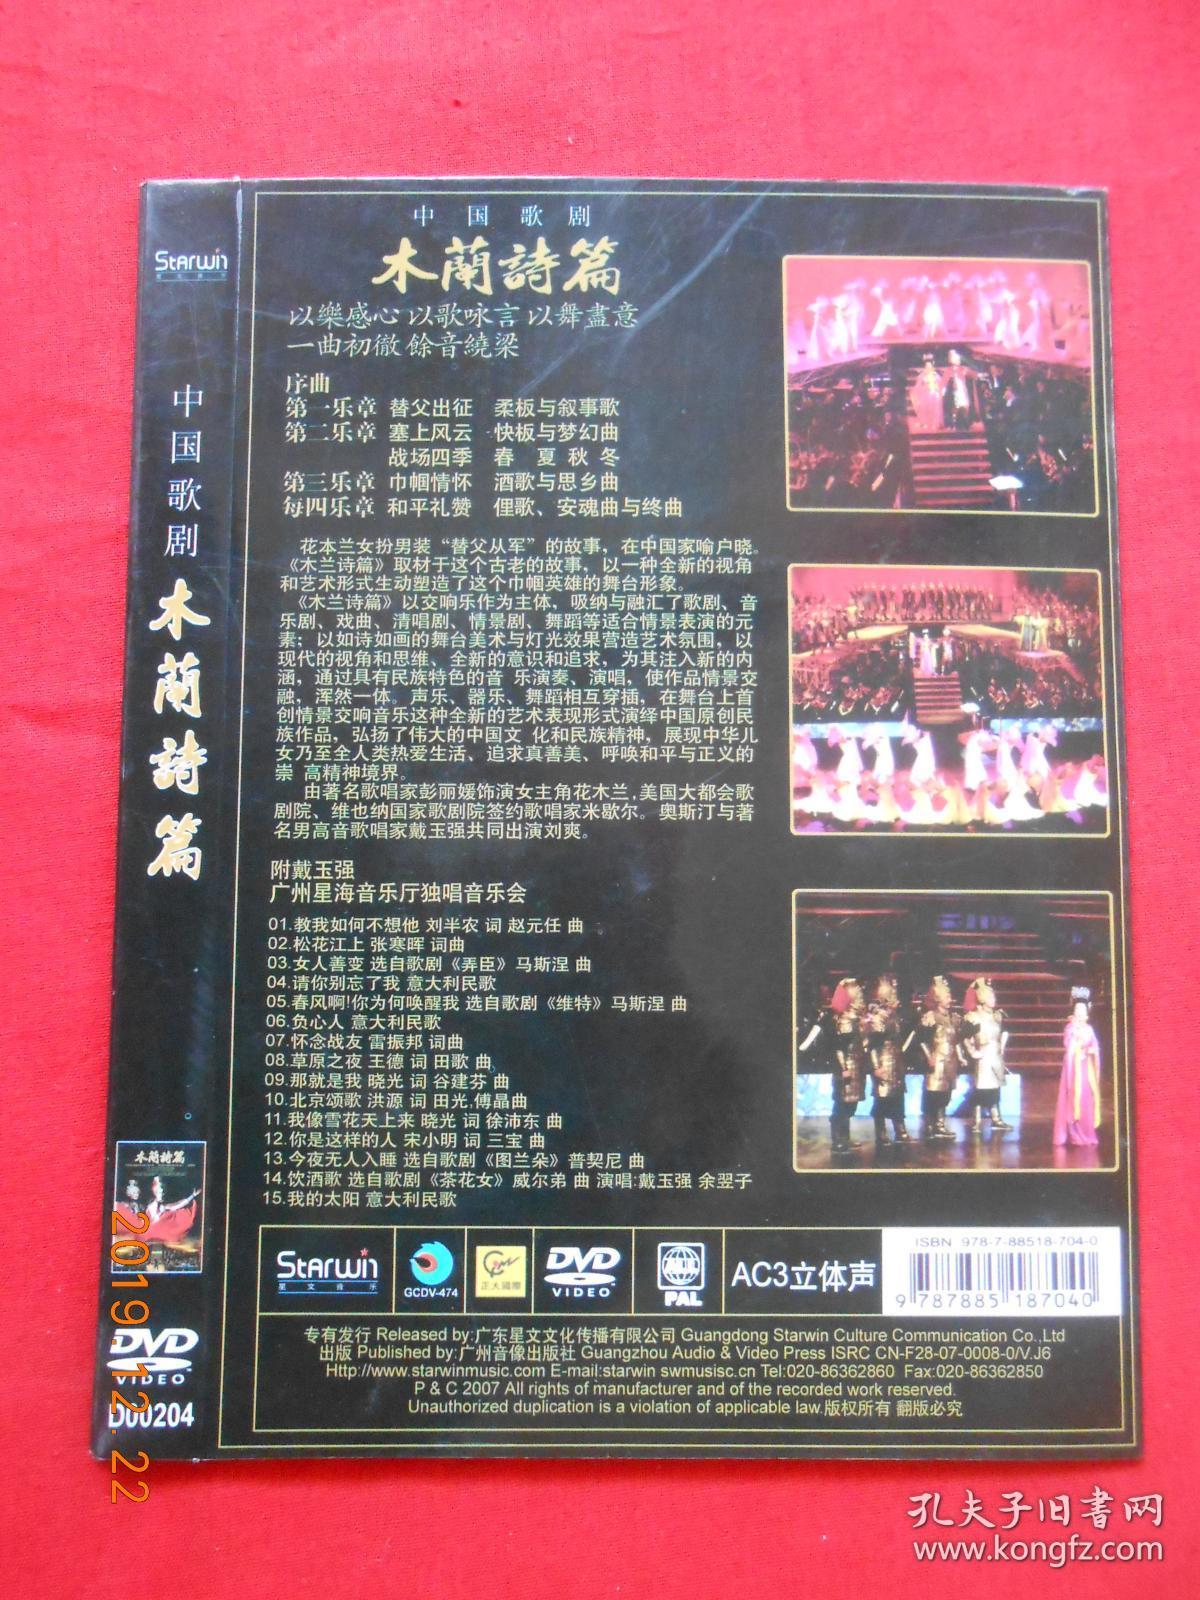 Starwin
星文音乐
中国歌剧
木蘭詩篇
木蘭詩篇
DVD
VIDEO
D00204
中国歌剧
木蘭詩篇
以樂感心 以歌咏言 以舞盡意
一曲初徹 餘音繞梁
序曲
第一乐章 替父出征 柔板与叙事歌
第二乐章 塞上风云 快板与梦幻曲
战场四季 春 夏 秋 冬
第三乐章 巾帼情怀 酒歌与思乡曲
每四乐章 和平礼赞 俚歌、安魂曲与终曲
花本兰女扮男装“替父从军”的故事，在中国家喻户晓。
《木兰诗篇》取材于这个古老的故事，以一种全新的视角
和艺术形式生动塑造了这个巾帼英雄的舞台形象。
《木兰诗篇》以交响乐作为主体，吸纳与融汇了歌剧、音
乐剧、戏曲、清唱剧、情景剧、舞蹈等适合情景表演的元
素；以如诗如画的舞台美术与灯光效果营造艺术氛围，以
现代的视角和思维、全新的意识和追求，为其注入新的内
涵，通过具有民族特色的音 乐演奏、演唱，使作品情景交
融，浑然一体。声乐、器乐、舞蹈相互穿插，在舞台上首
创情景交响音乐这种全新的艺术表现形式演绎中国原创民
族作品，弘扬了伟大的中国文 化和民族精神，展现中华儿
女乃至全人类热爱生活、追求真善美、呼唤和平与正义的
崇 高精神境界。
由著名歌唱家彭丽媛饰演女主角花木兰,美国大都会歌
剧院、维也纳国家歌剧院签约歌唱家米歇尔。奥斯汀与著
名男高音歌唱家戴玉强共同出演刘爽。
附戴玉强
广州星海音乐厅独唱音乐会
01.教我如何不想他 刘半农 词 赵元任 曲
02.松花江上 张寒晖 词曲
03.女人善变 选自歌剧《弄臣》马斯涅 曲
04.请你别忘了我 意大利民歌
05.春风啊!你为何唤醒我 选自歌剧《维特》马斯涅 曲
06.负心人 意大利民歌
07.怀念战友 雷振邦 词曲
08.草原之夜 王德 词 田歌 曲
09.那就是我 晓光 词 谷建芬 曲
10.北京颂歌 洪源 词 田光,傅晶曲
11.我像雪花天上来 晓光 词 徐沛东 曲
12.你是这样的人 宋小明 词 三宝 曲
13.今夜无人入睡 选自歌剧《图兰朵》普契尼 曲
14.饮酒歌 选自歌剧《茶花女》威尔弟 曲 演唱:戴玉强 余翌子
15.我的太阳 意大利民歌
Starwin
星文音乐
GCDV-474
正大國際
DVD
VIDEO
ALL
PAL
AC3立体声
ISBN 978-7-88518-704-0
9 787885 187040
专有发行 Released by:广东星文文化传播有限公司 Guangdong Starwin Culture Communication Co.,Ltd
出版 Published by:广州音像出版社 Guangzhou Audio & Video Press ISRC CN-F28-07-0008-0/V.J6
Http://www.starwinmusic.com E-mail:starwin swmusisc.cn Tel:020-86362860 Fax:020-86362850
P & C 2007 All rights of manufacturer and of the recorded work reserved.
Unauthorized duplication is a violation of applicable law.版权所有 翻版必究
2019.12.22
孔夫子旧书网
www.kongfz.com